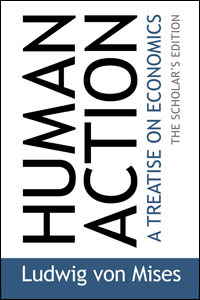 HUMAN
ACTION
A TREATISE ON ECONOMICS
THE SCHOLAR'S EDITION
Ludwig von Mises